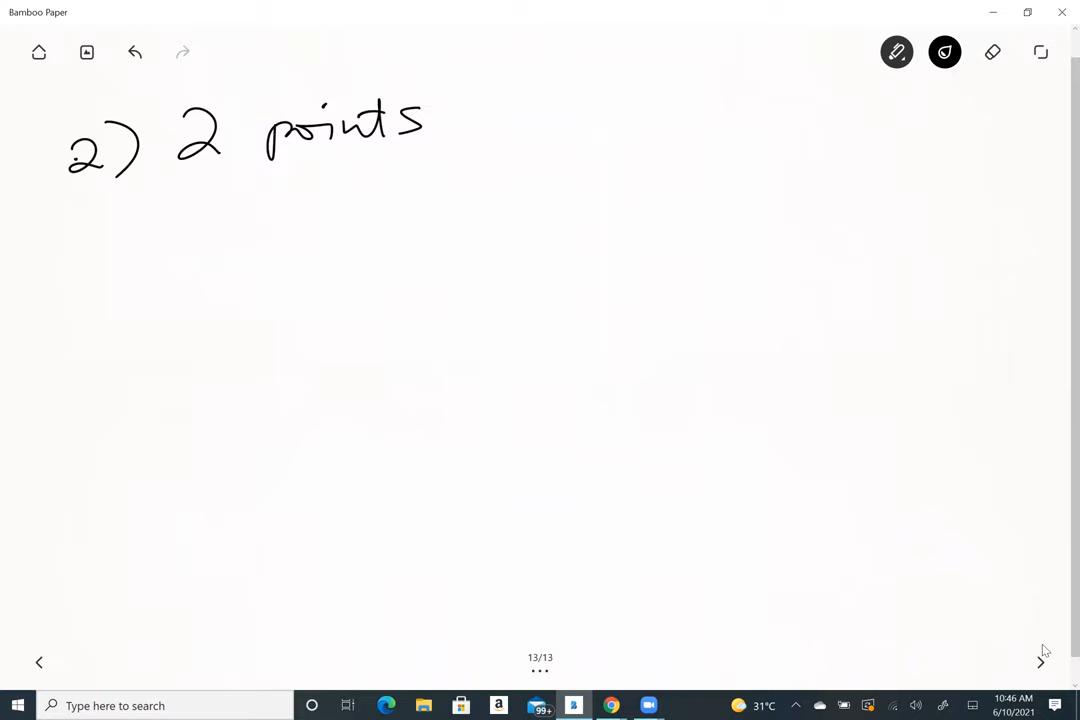 Bamboo Paper
2) 2 points
13/13
Type here to search
99+
31°C
10:46 AM
6/10/2021